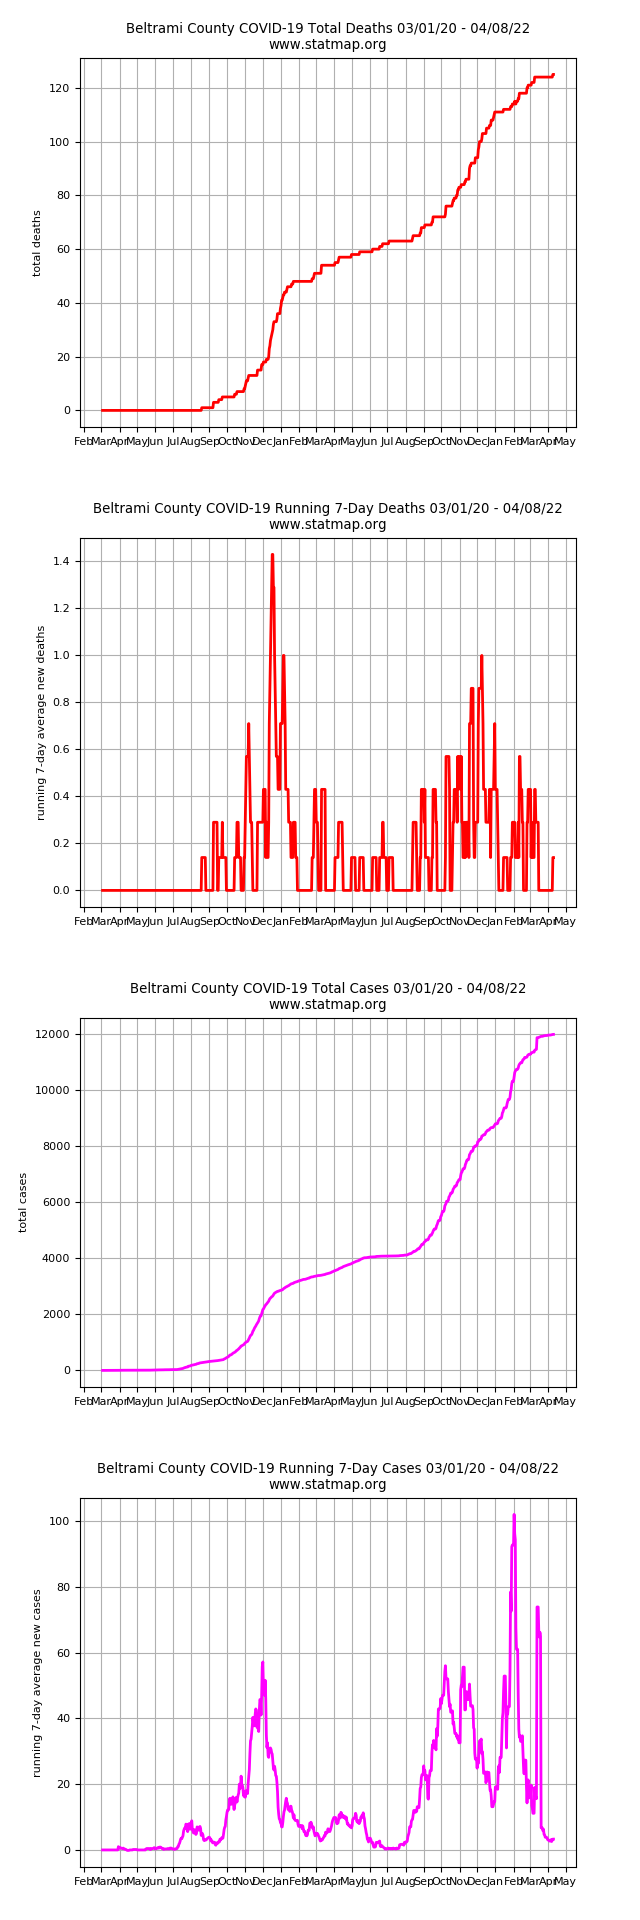 Beltrami County COVID-19 Total Deaths 03/01/20 - 04/08/22
www.statmap.org
120
100
80
60
40
20
0
total deaths
Feb Mar Apr May Jun Jul Aug Sep Oct Nov Dec Jan Feb Mar Apr May Jun Jul Aug Sep Oct Nov Dec Jan Feb Mar Apr May
Beltrami County COVID-19 Running 7-Day Deaths 03/01/20 - 04/08/22
www.statmap.org
1.4
1.2
1.0
0.8
0.6
0.4
0.2
0.0
running 7-day average new deaths
Feb Mar Apr May Jun Jul Aug Sep Oct Nov Dec Jan Feb Mar Apr May Jun Jul Aug Sep Oct Nov Dec Jan Feb Mar Apr May
Beltrami County COVID-19 Total Cases 03/01/20 - 04/08/22
www.statmap.org
12000
10000
8000
6000
4000
2000
0
total cases
Feb Mar Apr May Jun Jul Aug Sep Oct Nov Dec Jan Feb Mar Apr May Jun Jul Aug Sep Oct Nov Dec Jan Feb Mar Apr May
Beltrami County COVID-19 Running 7-Day Cases 03/01/20 - 04/08/22
www.statmap.org
100
80
60
40
20
0
running 7-day average new cases
Feb Mar Apr May Jun Jul Aug Sep Oct Nov Dec Jan Feb Mar Apr May Jun Jul Aug Sep Oct Nov Dec Jan Feb Mar Apr May